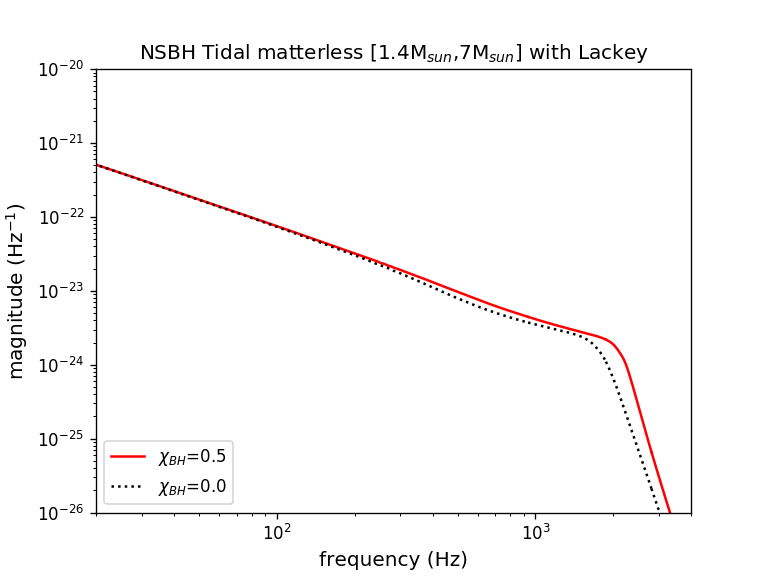 NSBH Tidal matterless [1.4M$_{sun}$,7M$_{sun}$] with Lackey
10$^{-20}$
10$^{-21}$
10$^{-22}$
10$^{-23}$
10$^{-24}$
10$^{-25}$
10$^{-26}$
magnitude (Hz$^{-1}$)
χ$_{BH}$=0.5
χ$_{BH}$=0.0
10$^{2}$ 10$^{3}$
frequency (Hz)